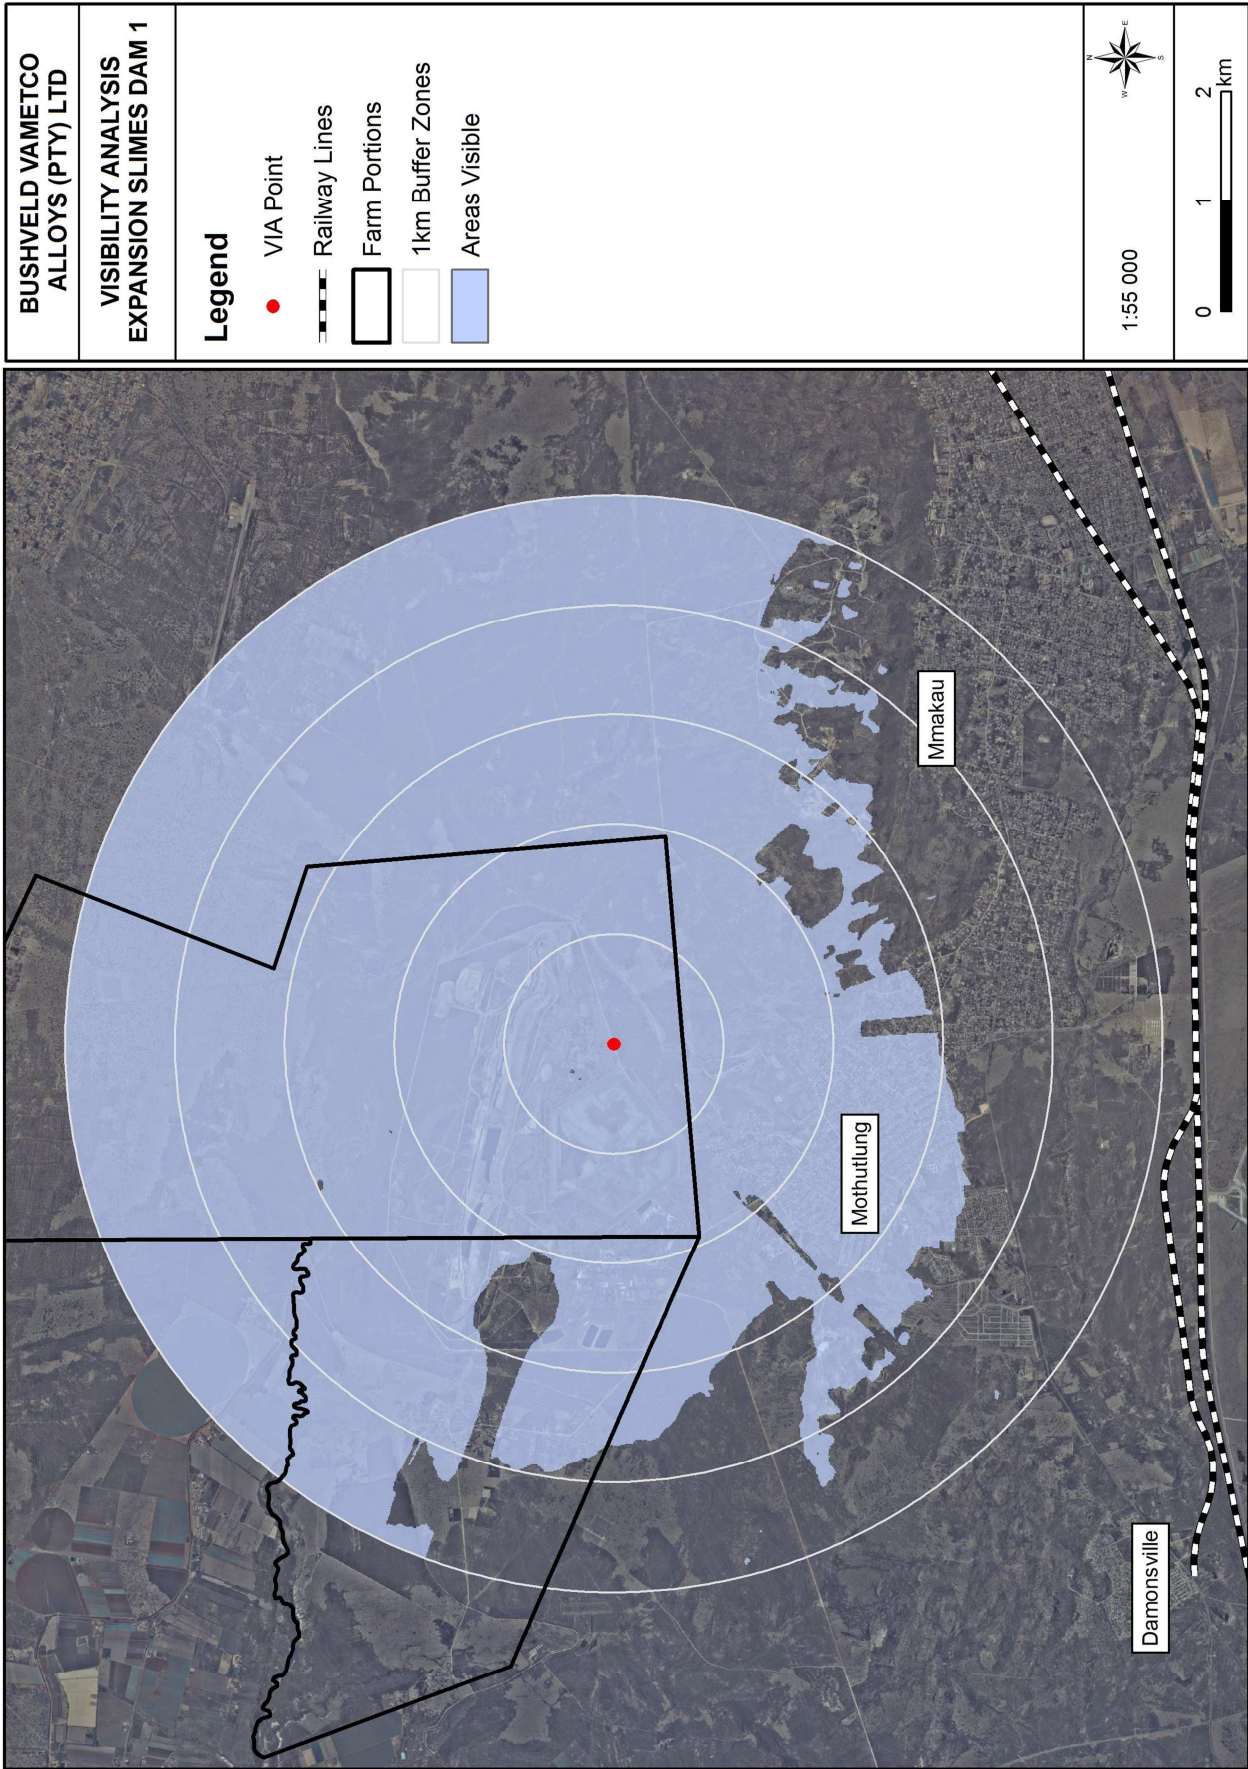 BUSHVELD VAMETCO
ALLOYS (PTY) LTD
VISIBILITY ANALYSIS
EXPANSION SLIMES DAM 1
Legend
VIA Point
Railway Lines
Farm Portions
1km Buffer Zones
Areas Visible
1:55 000
N
E
S
W
0 1 2
km
Mmakau
Mothutlung
Damonsville